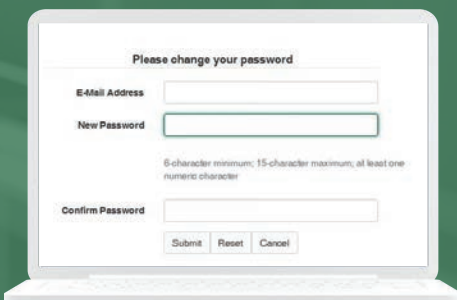 Please change your password
E-Mail Address
New Password
6-character minimum; 15-character maximum; at least one
numeric character
Confirm Password
Submit Reset Cancel